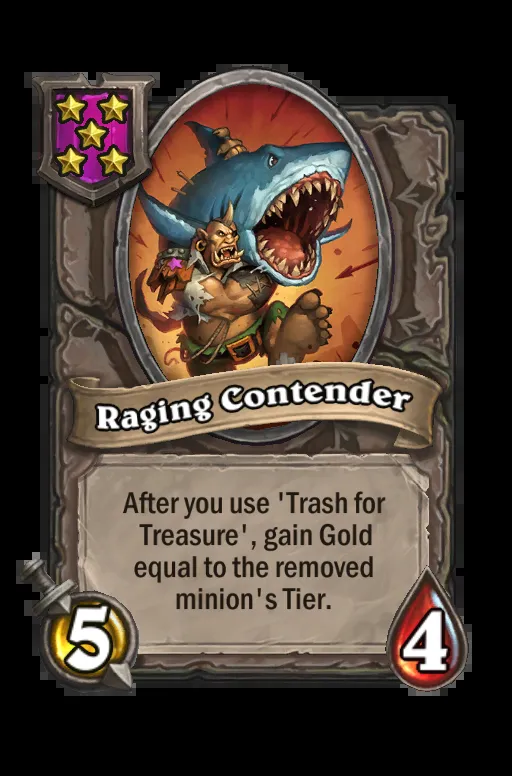 Raging Contender
After you use 'Trash for
Treasure', gain Gold
equal to the removed
minion's Tier.
5
4